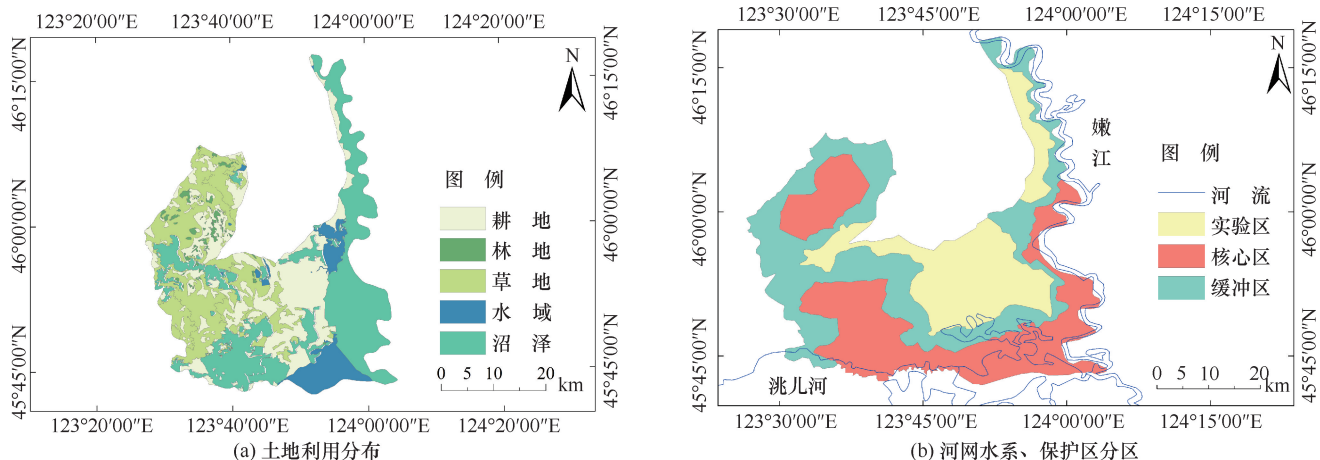 123°20′00″E 123°40′00″E 124°00′00″E 124°20′00″E
46°15′00″N
46°00′00″N
45°45′00″N
N
图 例
耕 地
林 地
草 地
水 域
沼 泽
0 5 10 20
km
46°15′00″N
46°00′00″N
45°45′00″N
123°20′00″E 123°40′00″E 124°00′00″E 124°20′00″E
(a) 土地利用分布
123°30′00″E 123°45′00″E 124°00′00″E 124°15′00″E
46°15′00″N
46°00′00″N
45°45′00″N
N
嫩
江
图 例
河 流
实验区
核心区
缓冲区
洮儿河
0 5 10 20
km
46°15′00″N
46°00′00″N
45°45′00″N
123°30′00″E 123°45′00″E 124°00′00″E 124°15′00″E
(b) 河网水系、保护区分区